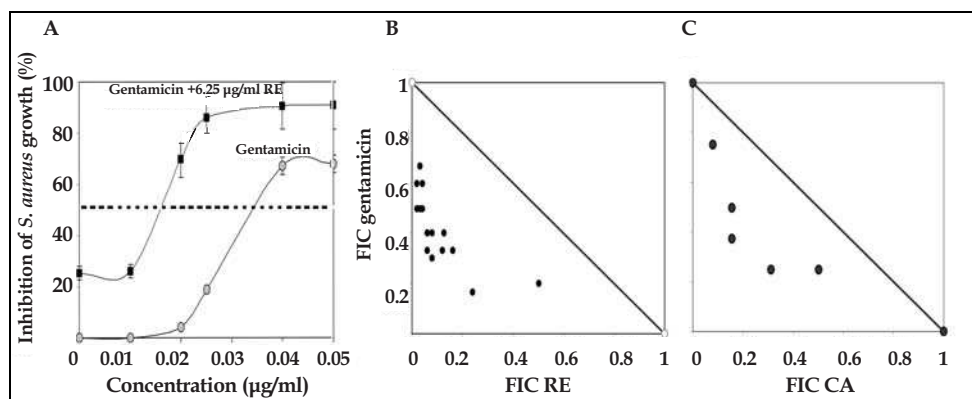 A
Inhibition of S. aureus growth (%)
100
80
60
40
20
Gentamicin +6.25 µg/ml RE
Gentamicin
0 0.01 0.02 0.03 0.04 0.05
Concentration (µg/ml)
B
FIC gentamicin
1
0.8
0.6
0.4
0.2
0 0.2 0.4 0.6 0.8 1
FIC RE
C
0 0.2 0.4 0.6 0.8 1
FIC CA